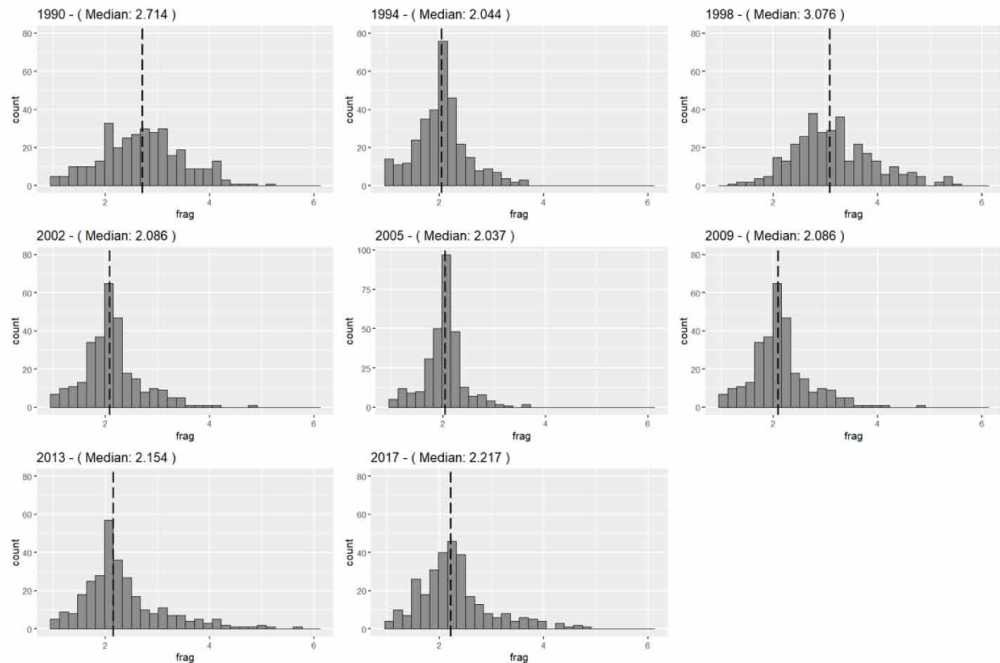 1990 - ( Median: 2.714 )
80
60
40
20
0
count
2
4
6
frag
1994 - ( Median: 2.044 )
80
60
40
20
0
count
2
4
6
frag
1998 - ( Median: 3.076 )
80
60
40
20
0
count
2
4
6
frag
2002 - ( Median: 2.086 )
80
60
40
20
0
count
2
4
6
frag
2005 - ( Median: 2.037 )
100
75
50
25
0
count
2
4
6
frag
2009 - ( Median: 2.086 )
80
60
40
20
0
count
2
4
6
frag
2013 - ( Median: 2.154 )
80
60
40
20
0
count
2
4
6
frag
2017 - ( Median: 2.217 )
80
60
40
20
0
count
2
4
6
frag